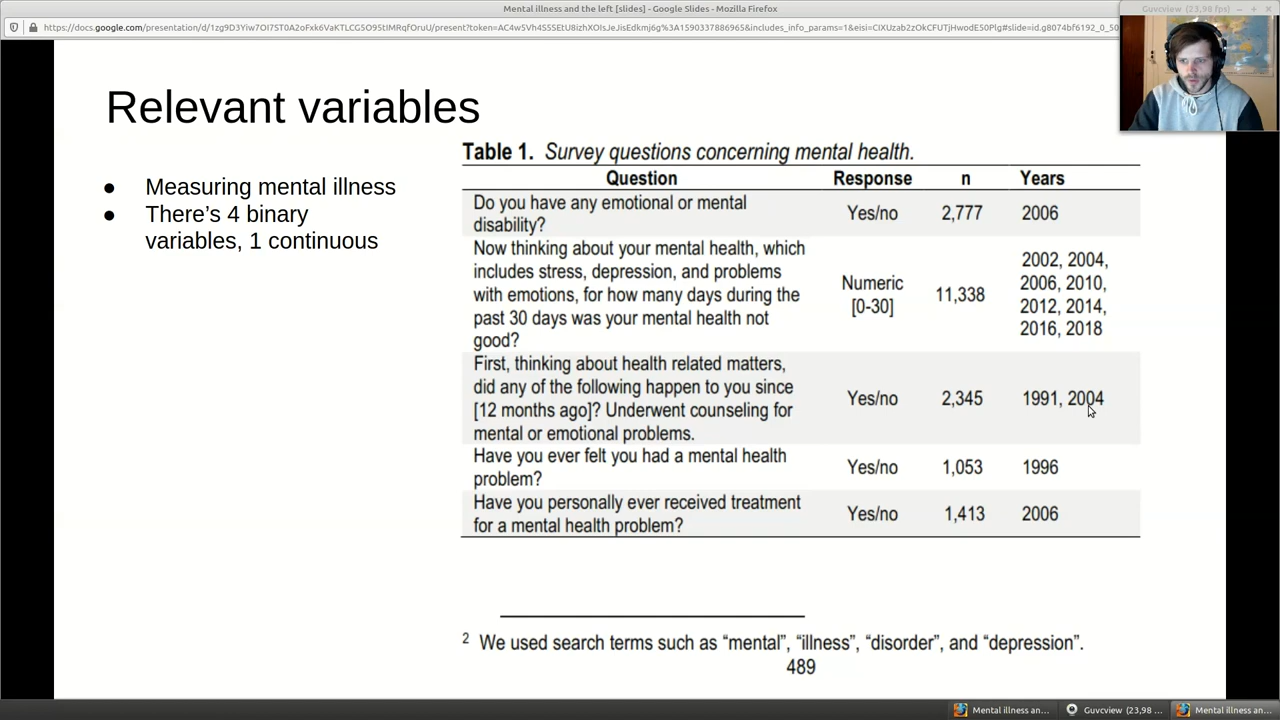 Mental illness and the left [slides] - Google Slides - Mozilla Firefox
Guvcview (23,98 fps)
Relevant variables
● Measuring mental illness
● There's 4 binary
variables, 1 continuous
Table 1. Survey questions concerning mental health.
Question Response n Years
Do you have any emotional or mental
disability?
Yes/no 2,777 2006
Now thinking about your mental health, which
includes stress, depression, and problems
with emotions, for how many days during the
past 30 days was your mental health not
good?
Numeric
[0-30]
11,338
2002, 2004,
2006, 2010,
2012, 2014,
2016, 2018
First, thinking about health related matters,
did any of the following happen to you since
[12 months ago]? Underwent counseling for
mental or emotional problems.
Yes/no 2,345 1991, 2004
Have you ever felt you had a mental health
problem?
Yes/no 1,053 1996
Have you personally ever received treatment
for a mental health problem?
Yes/no 1,413 2006
2 We used search terms such as “mental”, “illness”, “disorder”, and “depression”.
489
Mental illness an...
Guvcview (23,98 ...
Mental illness an...